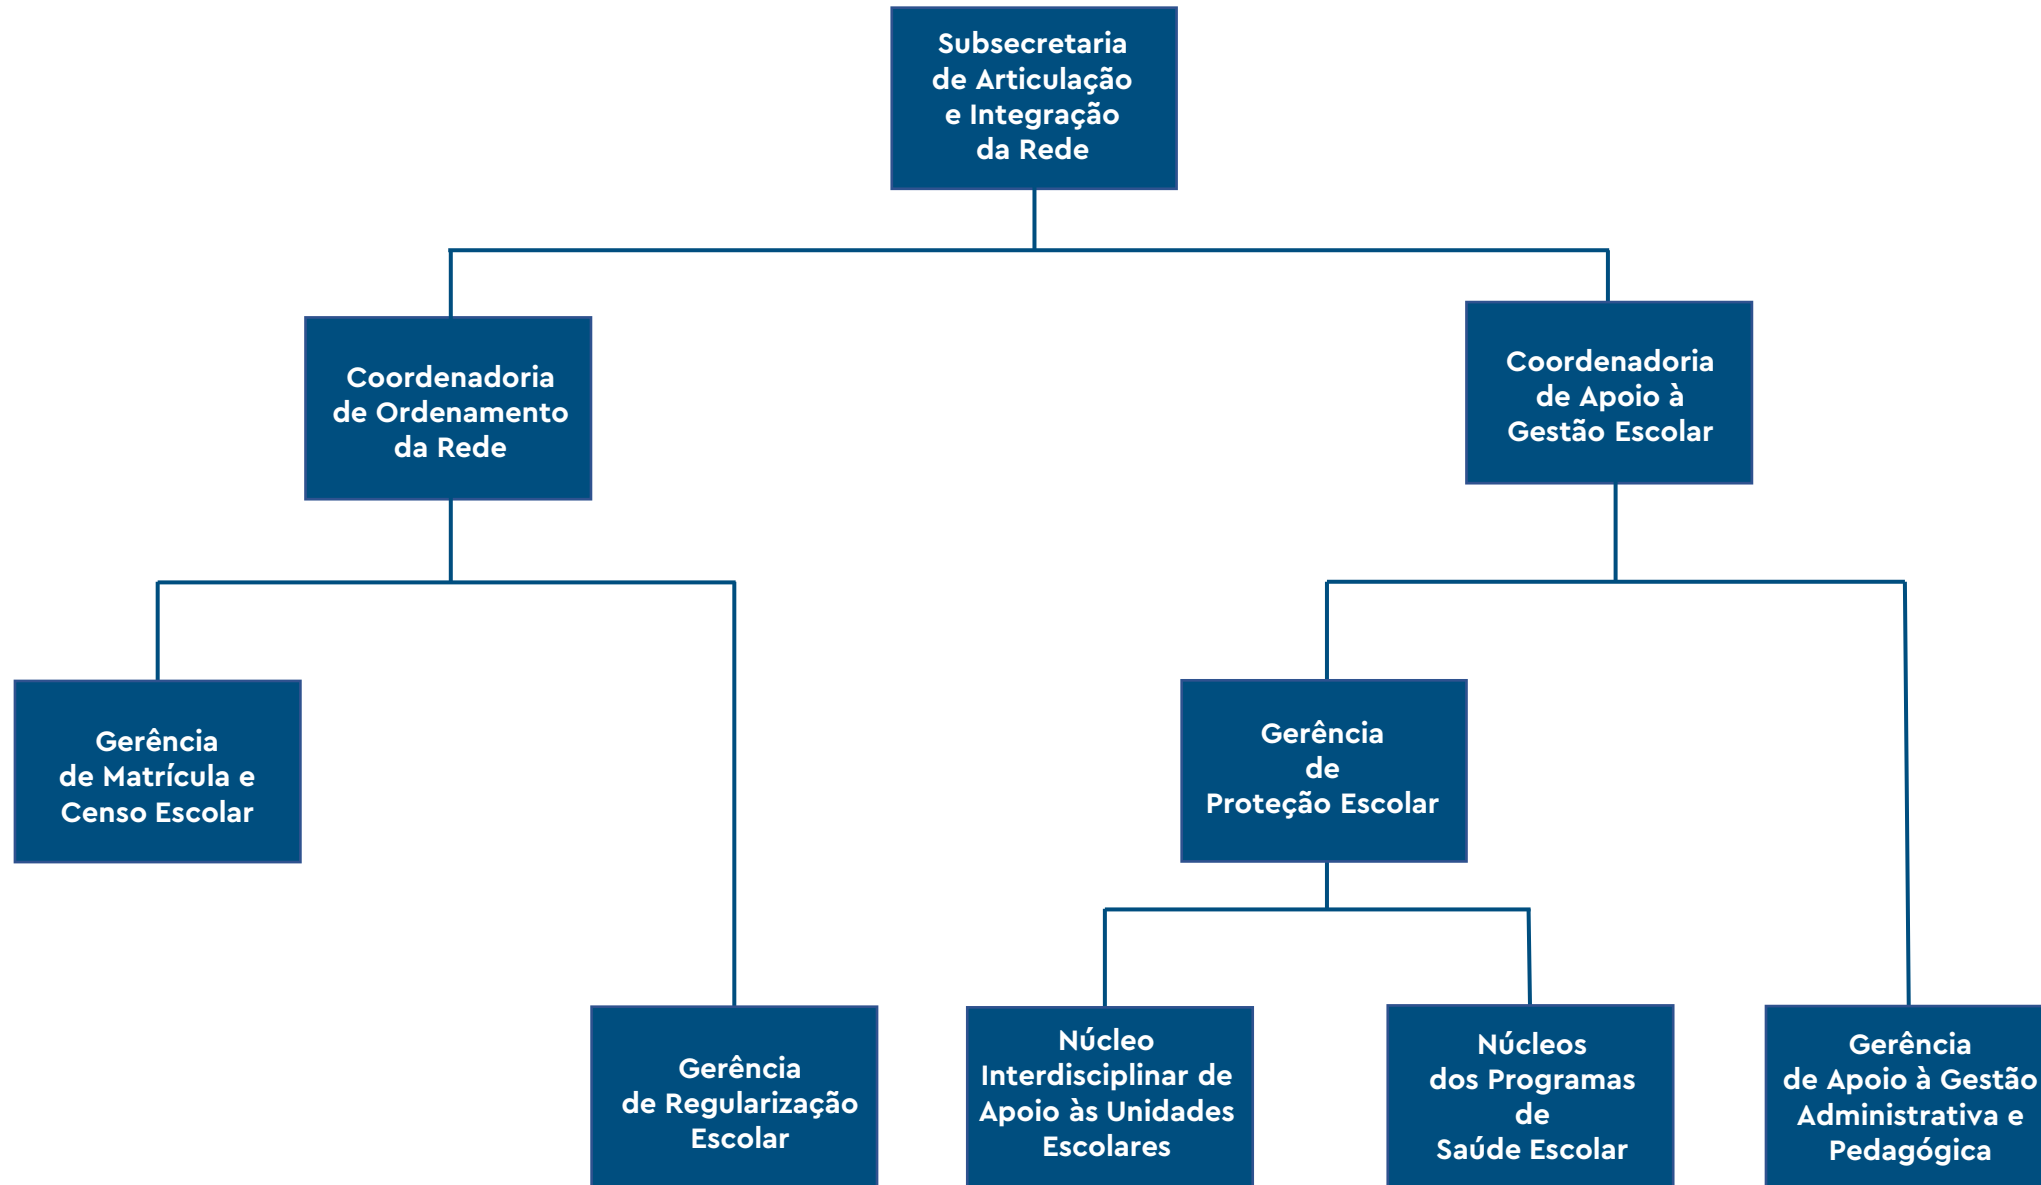 Subsecretaria
de Articulação
e Integração
da Rede
Coordenadoria
de Ordenamento
da Rede
Coordenadoria
de Apoio à
Gestão Escolar
Gerência
de Matrícula e
Censo Escolar
Gerência
de
Proteção Escolar
Gerência
de Regularização
Escolar
Núcleo
Interdisciplinar de
Apoio às Unidades
Escolares
Núcleos
dos Programas
de
Saúde Escolar
Gerência
de Apoio à Gestão
Administrativa e
Pedagógica